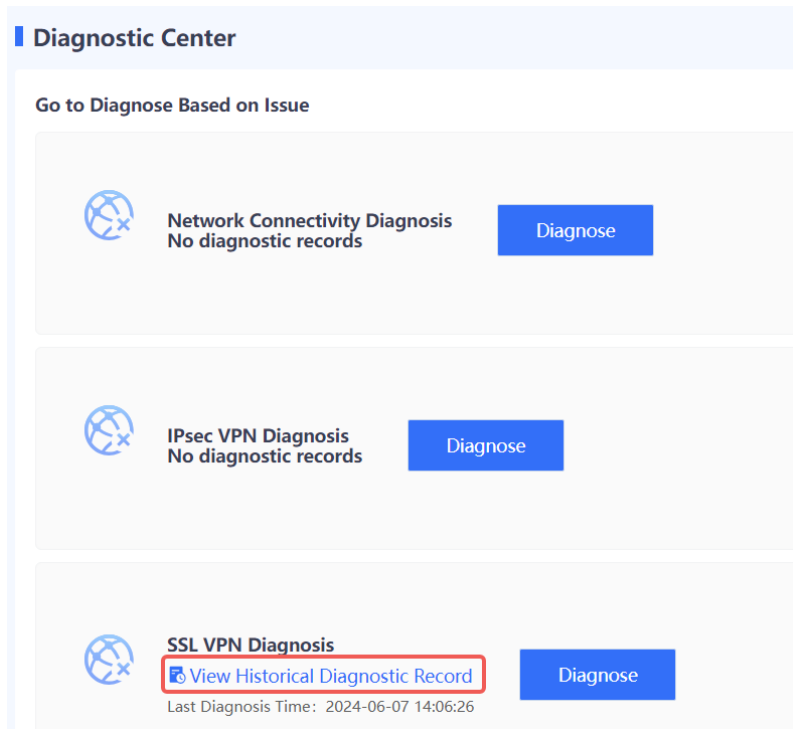 Diagnostic Center
Go to Diagnose Based on Issue
Network Connectivity Diagnosis
No diagnostic records
Diagnose
IPsec VPN Diagnosis
No diagnostic records
Diagnose
SSL VPN Diagnosis
View Historical Diagnostic Record
Last Diagnosis Time：2024-06-07 14:06:26
Diagnose